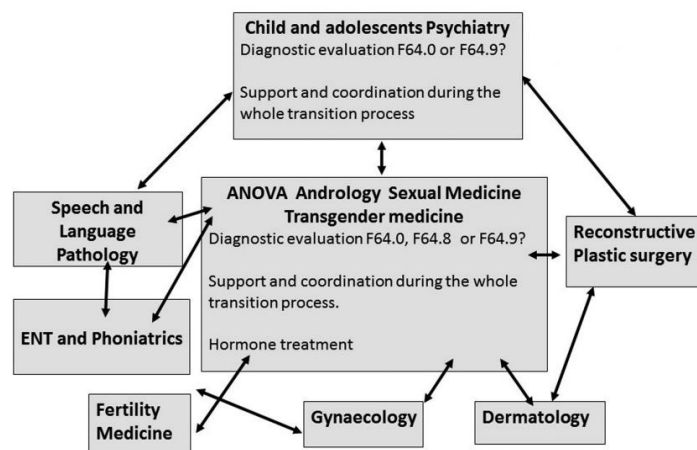 Child and adolescents Psychiatry
Diagnostic evaluation F64.0 or F64.9?
Support and coordination during the
whole transition process
ANOVA Andrology Sexual Medicine
Transgender medicine
Diagnostic evaluation F64.0, F64.8 or F64.9?
Support and coordination during the whole
transition process.
Hormone treatment
Speech and
Language
Pathology
Reconstructive
Plastic surgery
ENT and Phoniatrics
Fertility
Medicine
Gynaecology
Dermatology